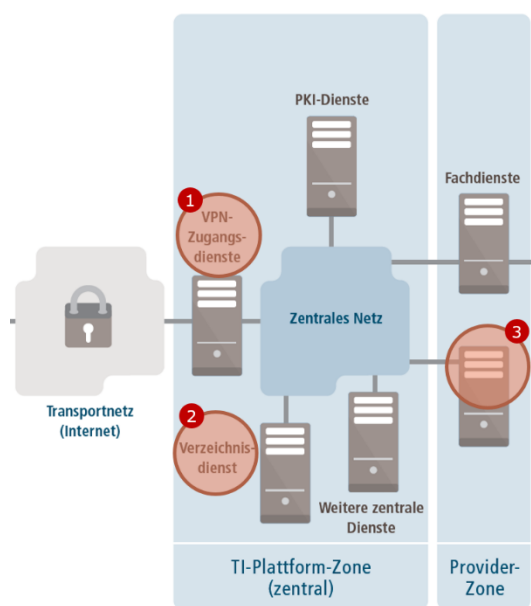 PKI-Dienste
Fachdienste
1
VPN-
Zugangs-
dienste
Zentrales Netz
3
Transportnetz
(Internet)
2
Verzeichnis-
dienst
Weitere zentrale
Dienste
TI-Plattform-Zone
(zentral)
Provider-
Zone